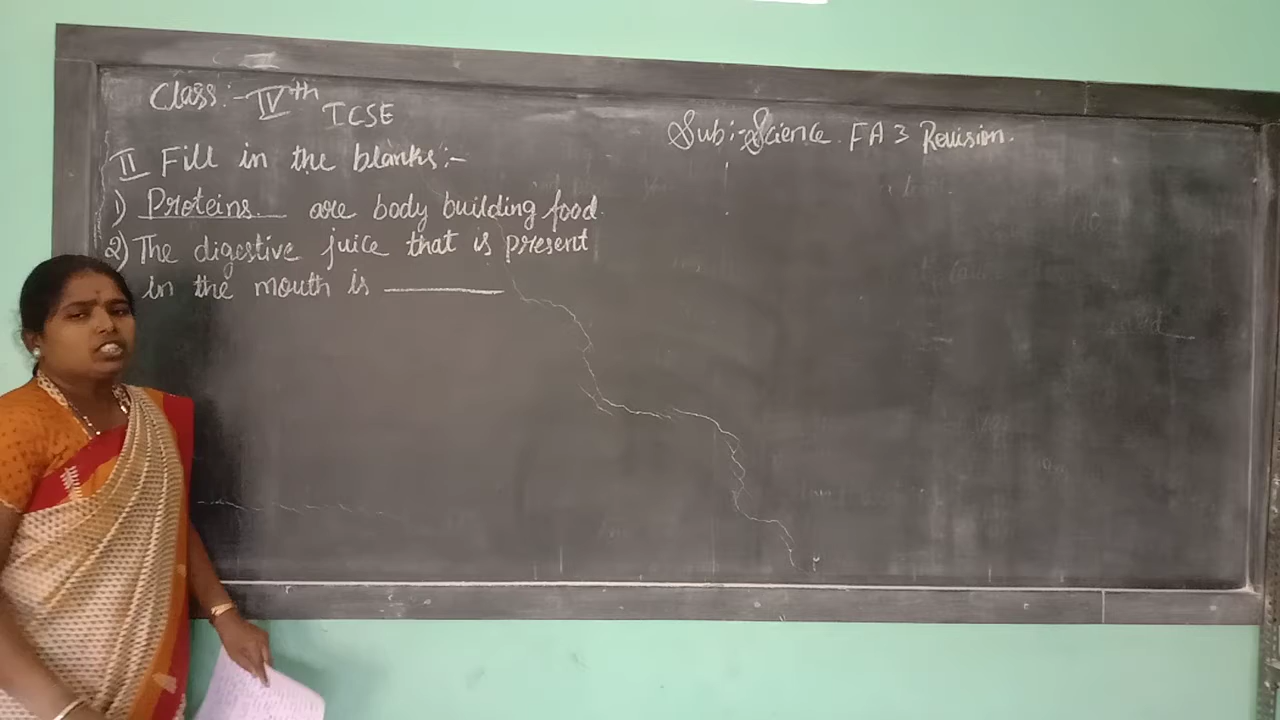 Class:- IVth
ICSE
Sub:- Science. FA 3 Revision.
II Fill in the blanks:-
1) Proteins are body building food.
2) The digestive juice that is present
in the mouth is ________